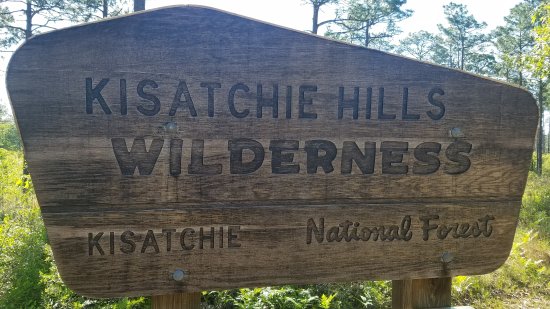 KISATCHIE HILLS
WILDERNESS
KISATCHIE National Forest